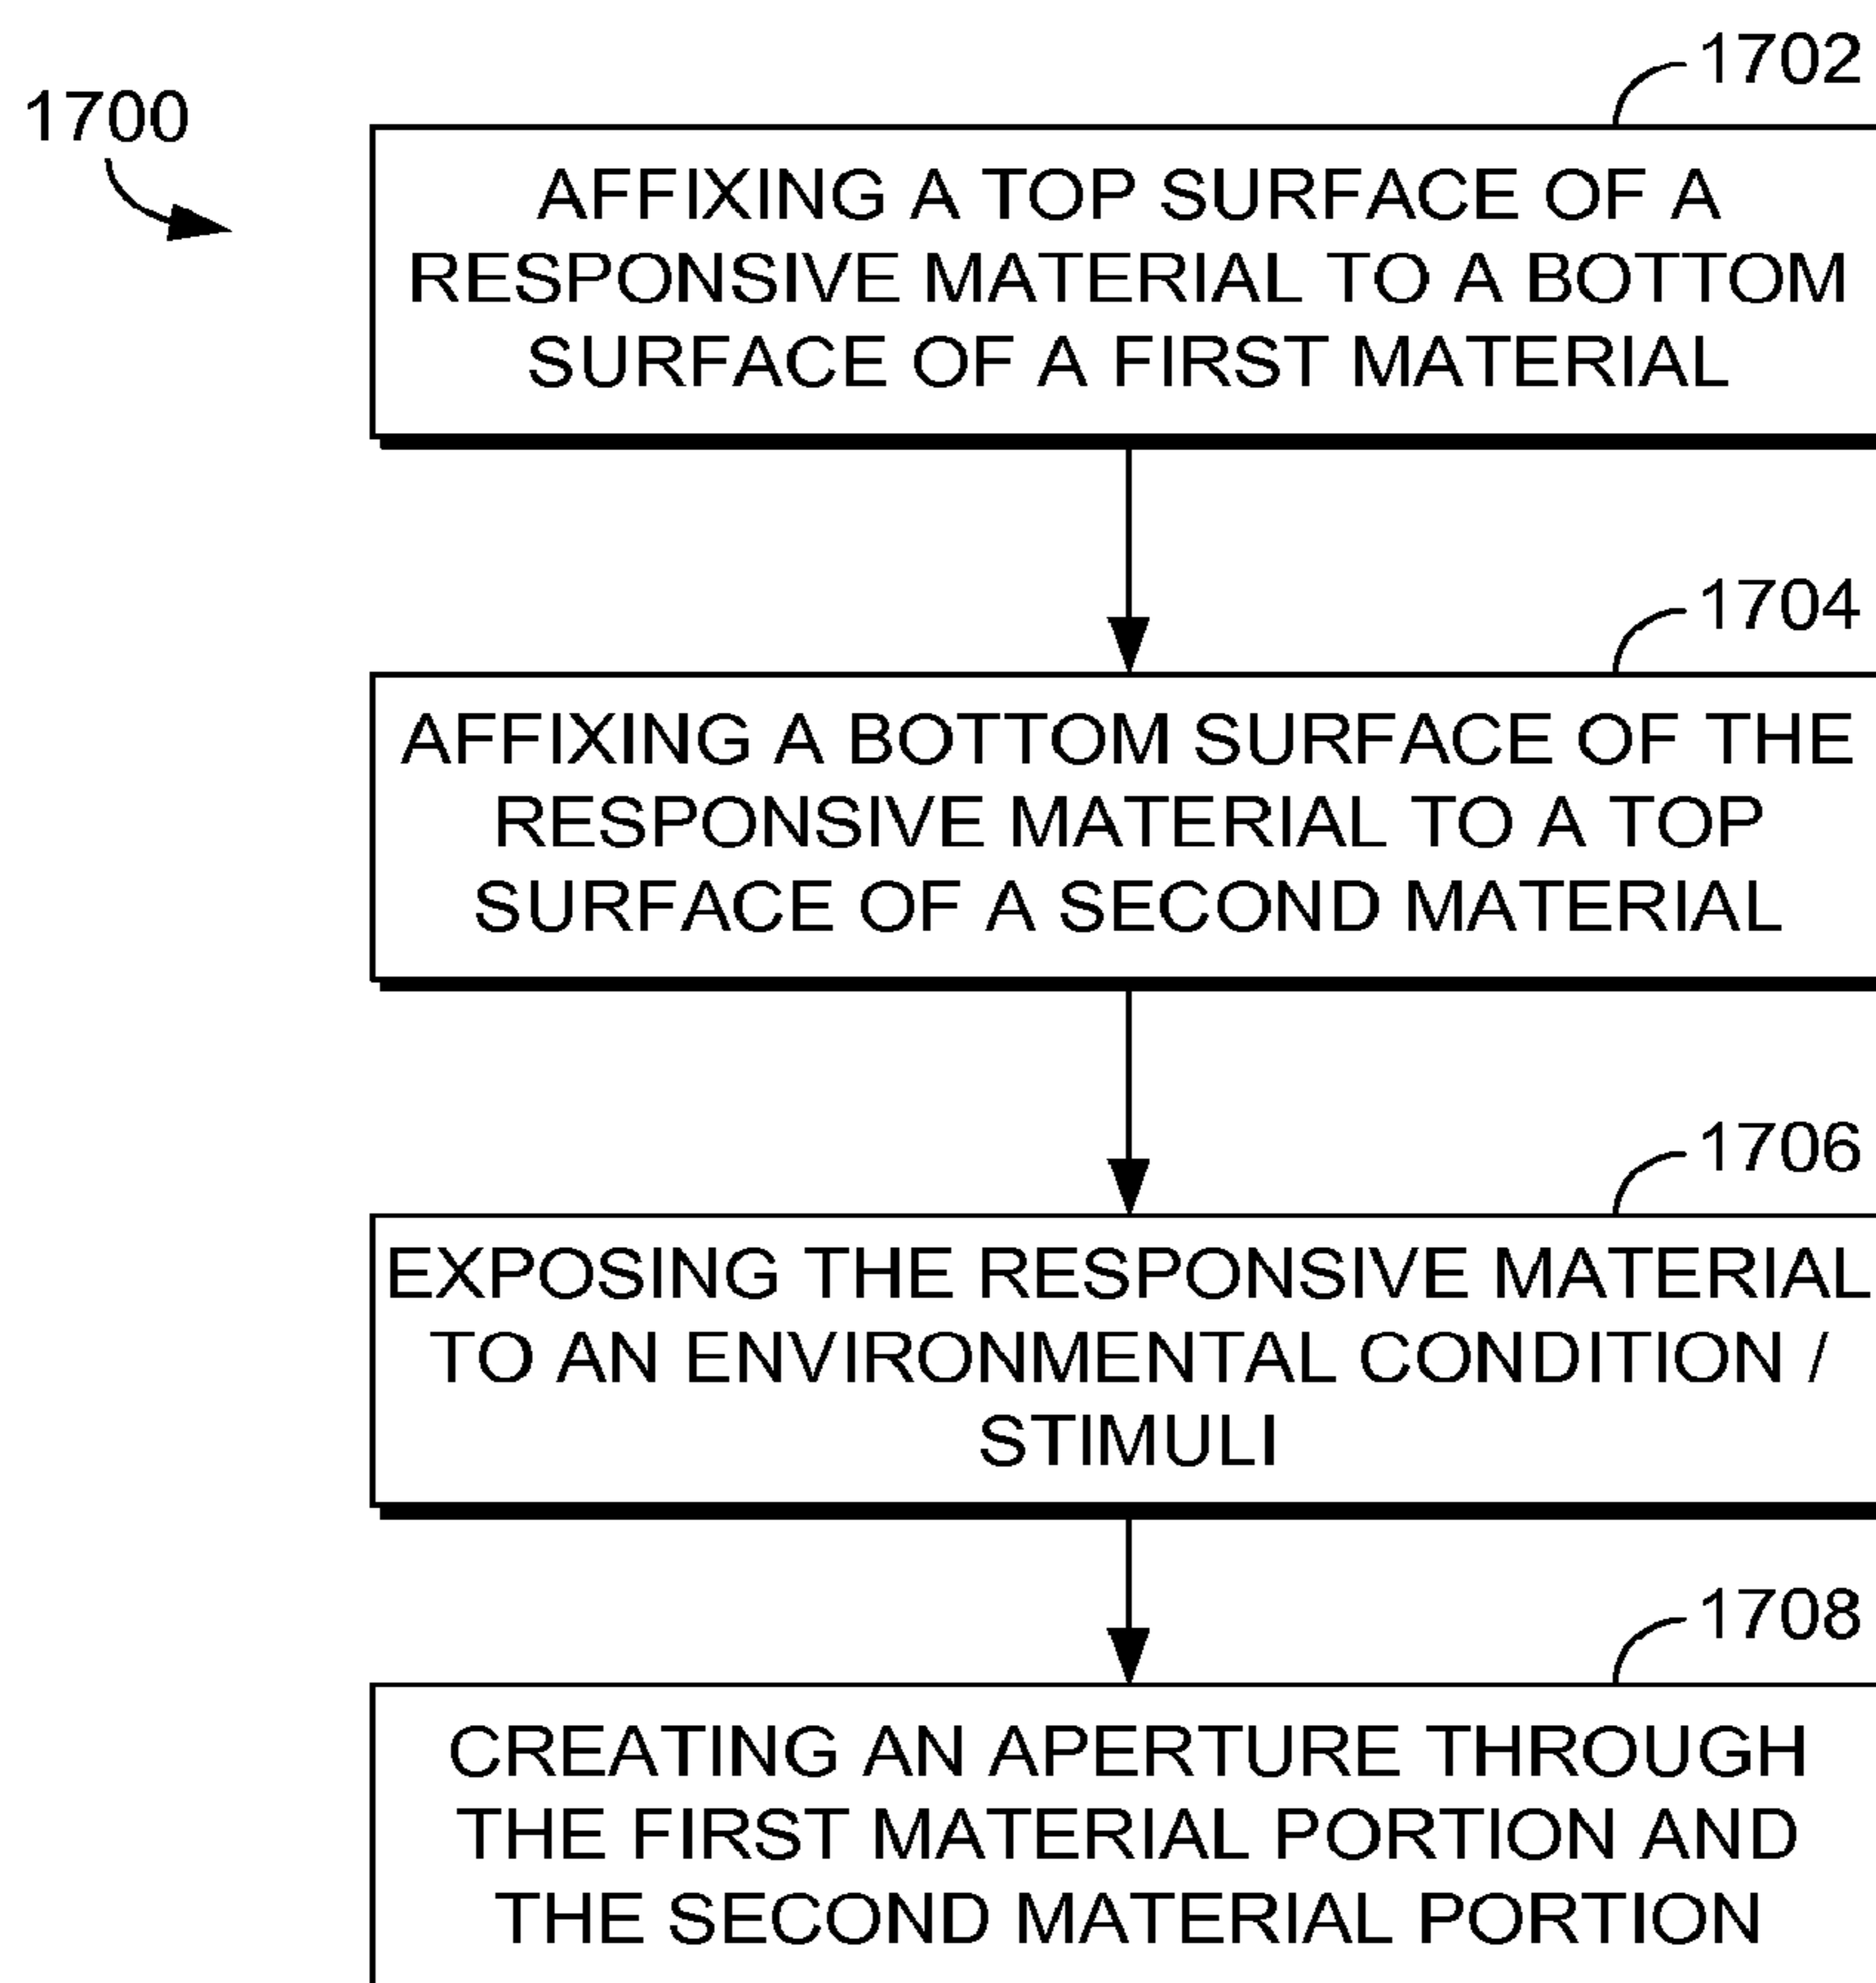 1700
1702
AFFIXING A TOP SURFACE OF A
RESPONSIVE MATERIAL TO A BOTTOM
SURFACE OF A FIRST MATERIAL
1704
AFFIXING A BOTTOM SURFACE OF THE
RESPONSIVE MATERIAL TO A TOP
SURFACE OF A SECOND MATERIAL
1706
EXPOSING THE RESPONSIVE MATERIAL
TO AN ENVIRONMENTAL CONDITION /
STIMULI
1708
CREATING AN APERTURE THROUGH
THE FIRST MATERIAL PORTION AND
THE SECOND MATERIAL PORTION